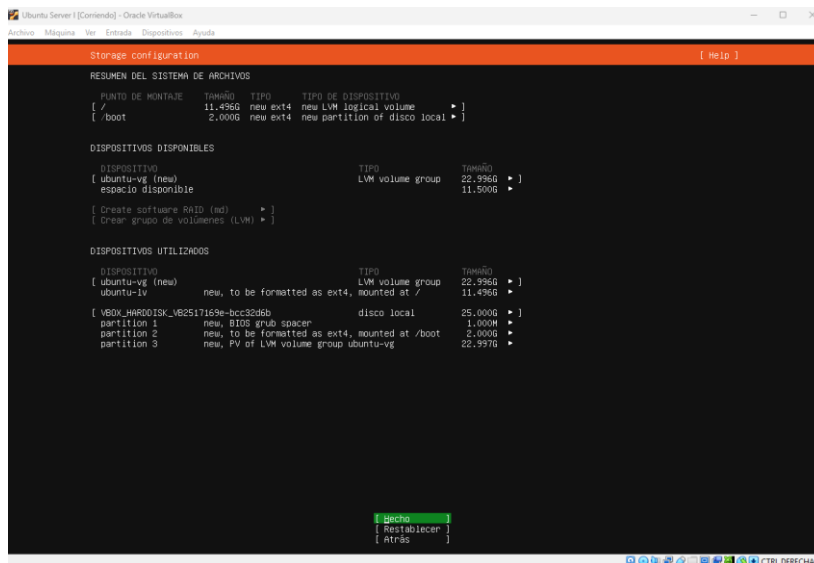 Ubuntu Server I [Corriendo] - Oracle VirtualBox
Archivo Máquina Ver Entrada Dispositivos Ayuda
Storage configuration [ Help ]
RESUMEN DEL SISTEMA DE ARCHIVOS
PUNTO DE MONTAJE TAMAÑO TIPO TIPO DE DISPOSITIVO
[ / 11.496G new ext4 new LVM logical volume ▸ ]
[ /boot 2.000G new ext4 new partition of disco local ▸ ]
DISPOSITIVOS DISPONIBLES
DISPOSITIVO TIPO TAMAÑO
[ ubuntu-vg (new) LVM volume group 22.996G ▸ ]
espacio disponible 11.500G ▸
[ Create software RAID (md) ▸ ]
[ Crear grupo de volúmenes (LVM) ▸ ]
DISPOSITIVOS UTILIZADOS
DISPOSITIVO TIPO TAMAÑO
[ ubuntu-vg (new) LVM volume group 22.996G ▸ ]
ubuntu-lv new, to be formatted as ext4, mounted at / 11.496G ▸
[ VBOX_HARDDISK_VB2517169e-bcc32d6b disco local 25.000G ▸ ]
partition 1 new, BIOS grub spacer 1.000M ▸
partition 2 new, to be formatted as ext4, mounted at /boot 2.000G ▸
partition 3 new, PV of LVM volume group ubuntu-vg 22.997G ▸
[ Hecho ]
[ Restablecer ]
[ Atrás ]
CTRL DERECHA